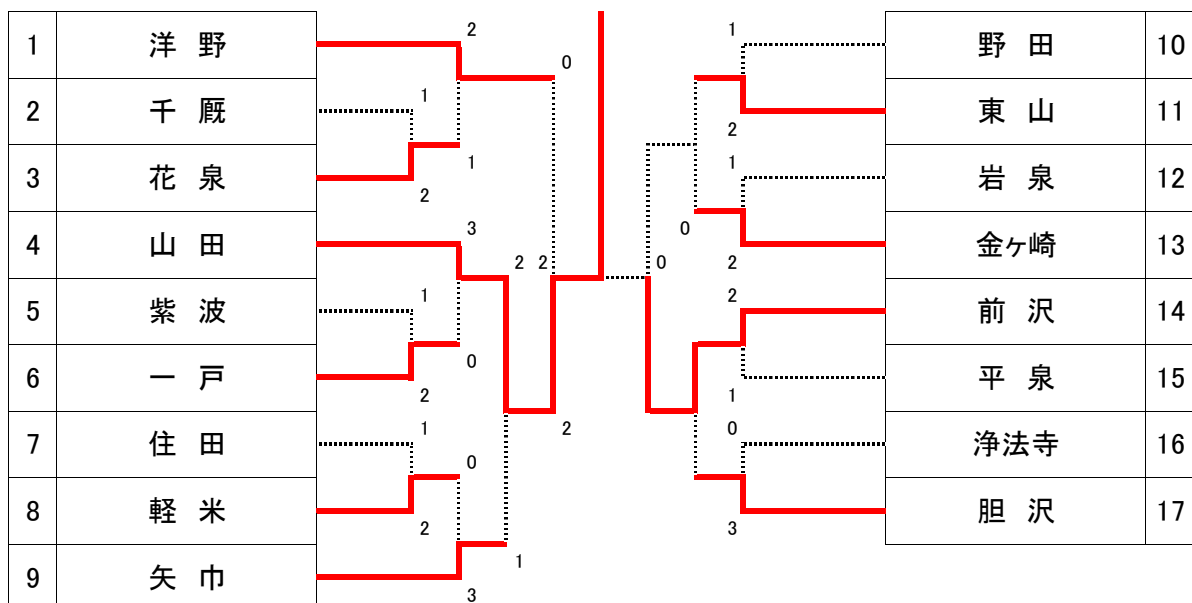 1 洋 野
2 千 厩
3 花 泉
4 山 田
5 紫 波
6 一 戸
7 住 田
8 軽 米
9 矢 巾
2
0
1
1
2
3
2 2
1
0
2
1
0
2
2
1
3
1
2
1
0
0
2
2
1
0
3
野 田 10
東 山 11
岩 泉 12
金ヶ崎 13
前 沢 14
平 泉 15
浄法寺 16
胆 沢 17